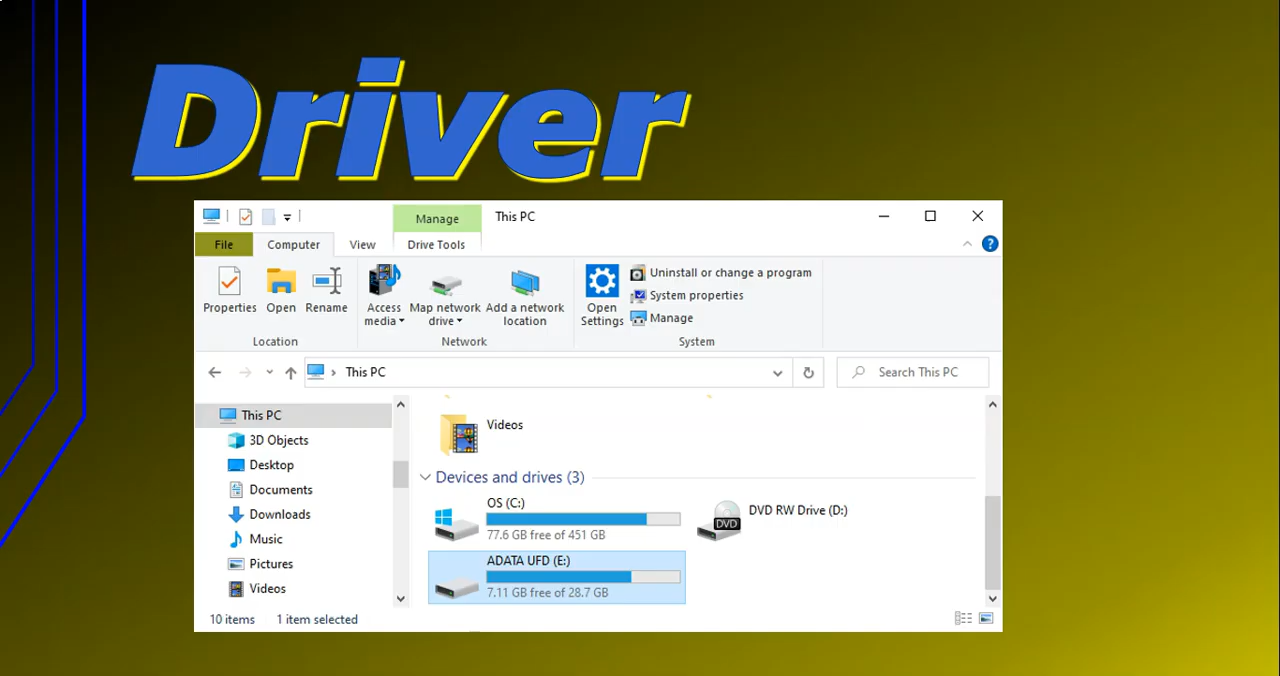 Driver
Manage
This PC
File
Computer
View
Drive Tools
?
Properties
Open
Rename
Access media
Map network drive
Add a network location
Open Settings
Uninstall or change a program
System properties
Manage
Location
Network
System
This PC
Search This PC
This PC
3D Objects
Desktop
Documents
Downloads
Music
Pictures
Videos
Videos
Devices and drives (3)
OS (C:)
77.6 GB free of 451 GB
DVD
DVD RW Drive (D:)
ADATA UFD (E:)
7.11 GB free of 28.7 GB
10 items
1 item selected